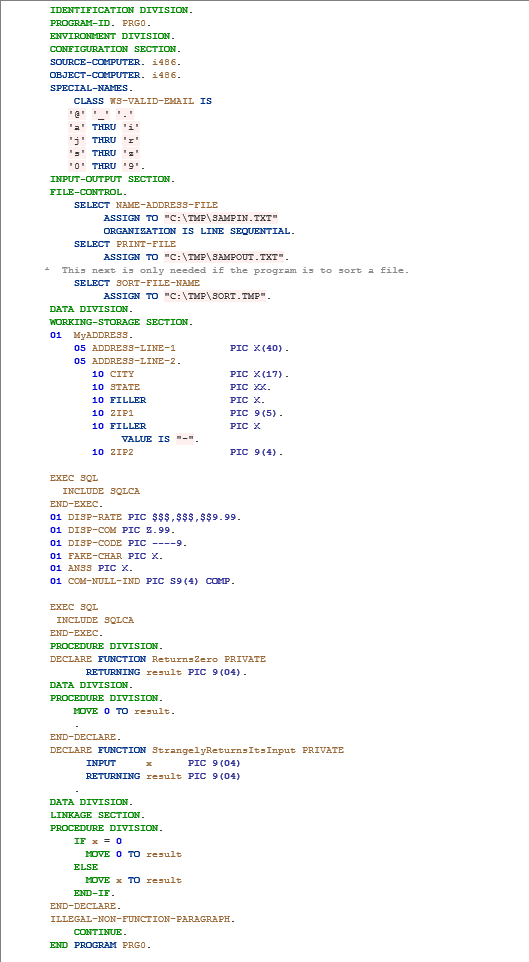 IDENTIFICATION DIVISION.
PROGRAM-ID. PRG0.
ENVIRONMENT DIVISION.
CONFIGURATION SECTION.
SOURCE-COMPUTER. i486.
OBJECT-COMPUTER. i486.
SPECIAL-NAMES.
CLASS WS-VALID-EMAIL IS
'@' '_' '.'
'a' THRU 'i'
'j' THRU 'r'
's' THRU 'z'
'0' THRU '9'.
INPUT-OUTPUT SECTION.
FILE-CONTROL.
SELECT NAME-ADDRESS-FILE
ASSIGN TO "C:\TMP\SAMPIN.TXT"
ORGANIZATION IS LINE SEQUENTIAL.
SELECT PRINT-FILE
ASSIGN TO "C:\TMP\SAMPOUT.TXT".
* This next is only needed if the program is to sort a file.
SELECT SORT-FILE-NAME
ASSIGN TO "C:\TMP\SORT.TMP".
DATA DIVISION.
WORKING-STORAGE SECTION.
01 MyADDRESS.
05 ADDRESS-LINE-1 PIC X(40).
05 ADDRESS-LINE-2.
10 CITY PIC X(17).
10 STATE PIC XX.
10 FILLER PIC X.
10 ZIP1 PIC 9(5).
10 FILLER PIC X
VALUE IS "-".
10 ZIP2 PIC 9(4).
EXEC SQL
INCLUDE SQLCA
END-EXEC.
01 DISP-RATE PIC $$$,$$$,$$9.99.
01 DISP-COM PIC Z.99.
01 DISP-CODE PIC ----9.
01 FAKE-CHAR PIC X.
01 ANSS PIC X.
01 COM-NULL-IND PIC S9(4) COMP.
EXEC SQL
INCLUDE SQLCA
END-EXEC.
PROCEDURE DIVISION.
DECLARE FUNCTION ReturnsZero PRIVATE
RETURNING result PIC 9(04).
DATA DIVISION.
PROCEDURE DIVISION.
MOVE 0 TO result.
.
END-DECLARE.
DECLARE FUNCTION StrangelyReturnsItsInput PRIVATE
INPUT x PIC 9(04)
RETURNING result PIC 9(04)
.
DATA DIVISION.
LINKAGE SECTION.
PROCEDURE DIVISION.
IF x = 0
MOVE 0 TO result
ELSE
MOVE x TO result
END-IF.
END-DECLARE.
ILLEGAL-NON-FUNCTION-PARAGRAPH.
CONTINUE.
END PROGRAM PRG0.